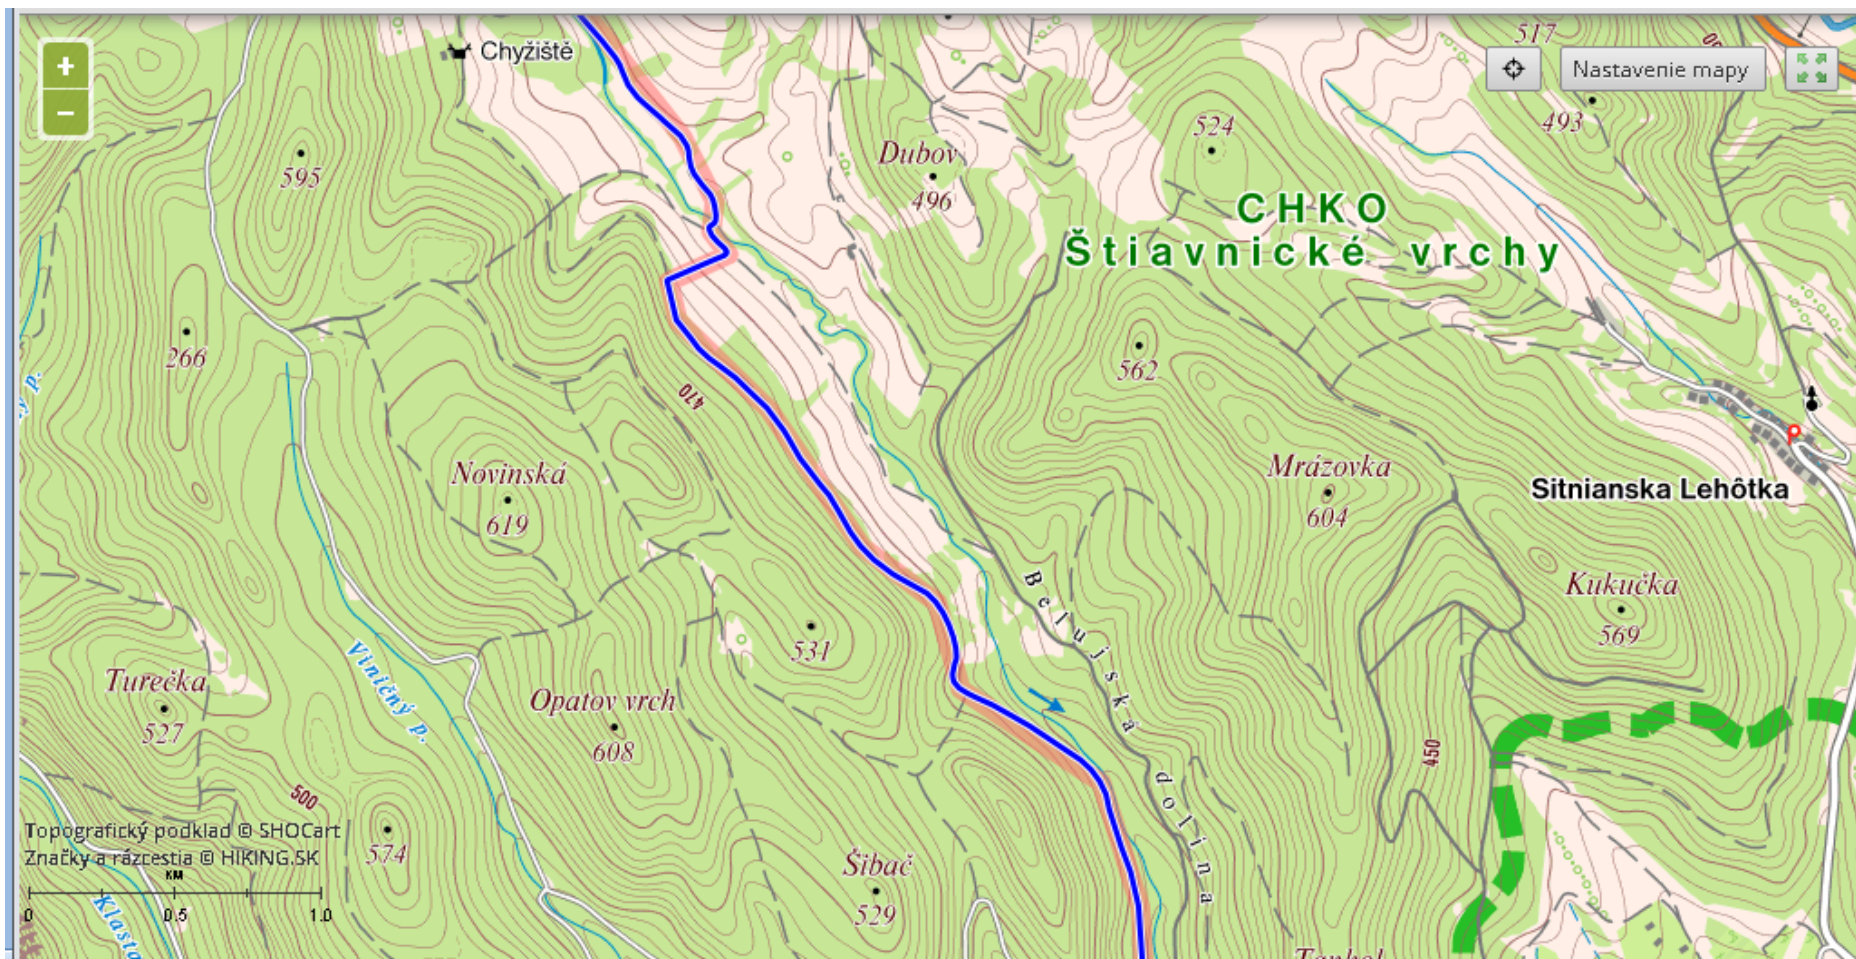 +
−
Chyžiště
517
Nastavenie mapy
493
524
Dubov
496
595
CHKO
Štiavnické vrchy
266
562
470
Novinská
619
Mrázovka
604
Sitnianska Lehôtka
Kukučka
569
Belujská dolina
531
Viničný p.
Turečka
527
Opatov vrch
608
450
500
Topografický podklad © SHOCart
Značky a rázcestia © HIKING.SK
KM
0 0.5 1.0
574
Šibač
529